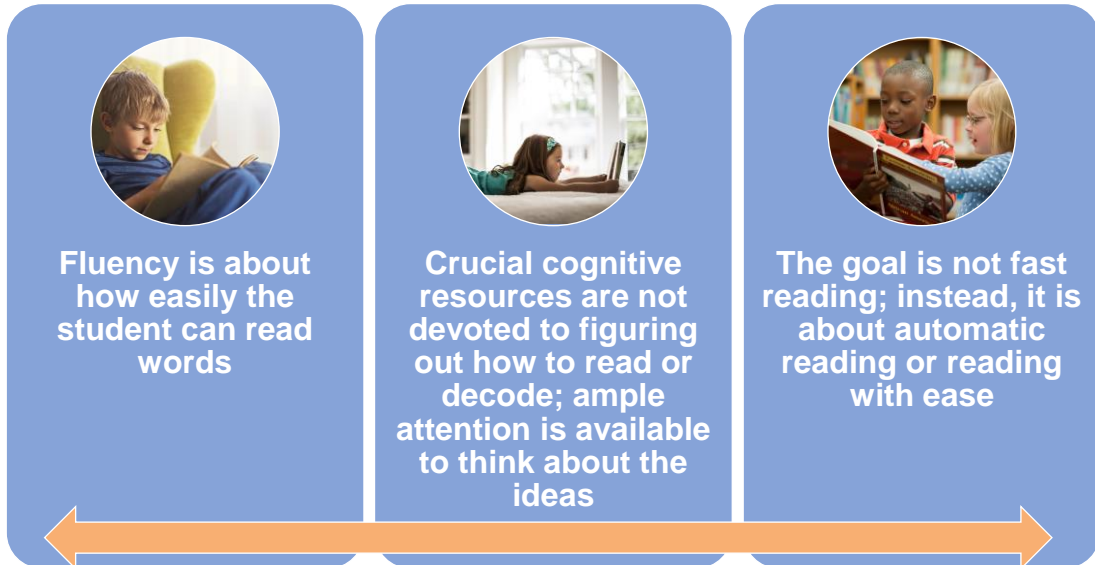 Fluency is about
how easily the
student can read
words
Crucial cognitive
resources are not
devoted to figuring
out how to read or
decode; ample
attention is available
to think about the
ideas
The goal is not fast
reading; instead, it is
about automatic
reading or reading
with ease